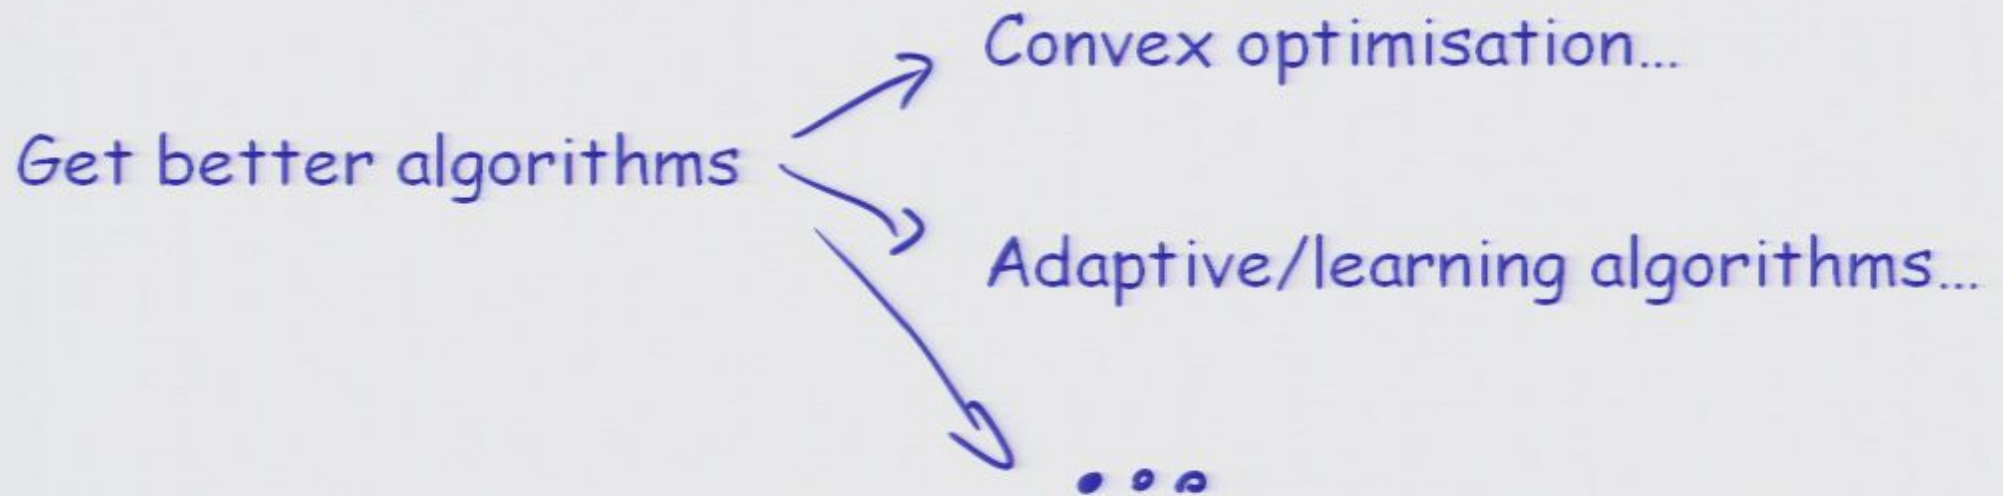 Convex optimisation...
Get better algorithms
Adaptive/learning algorithms...
...